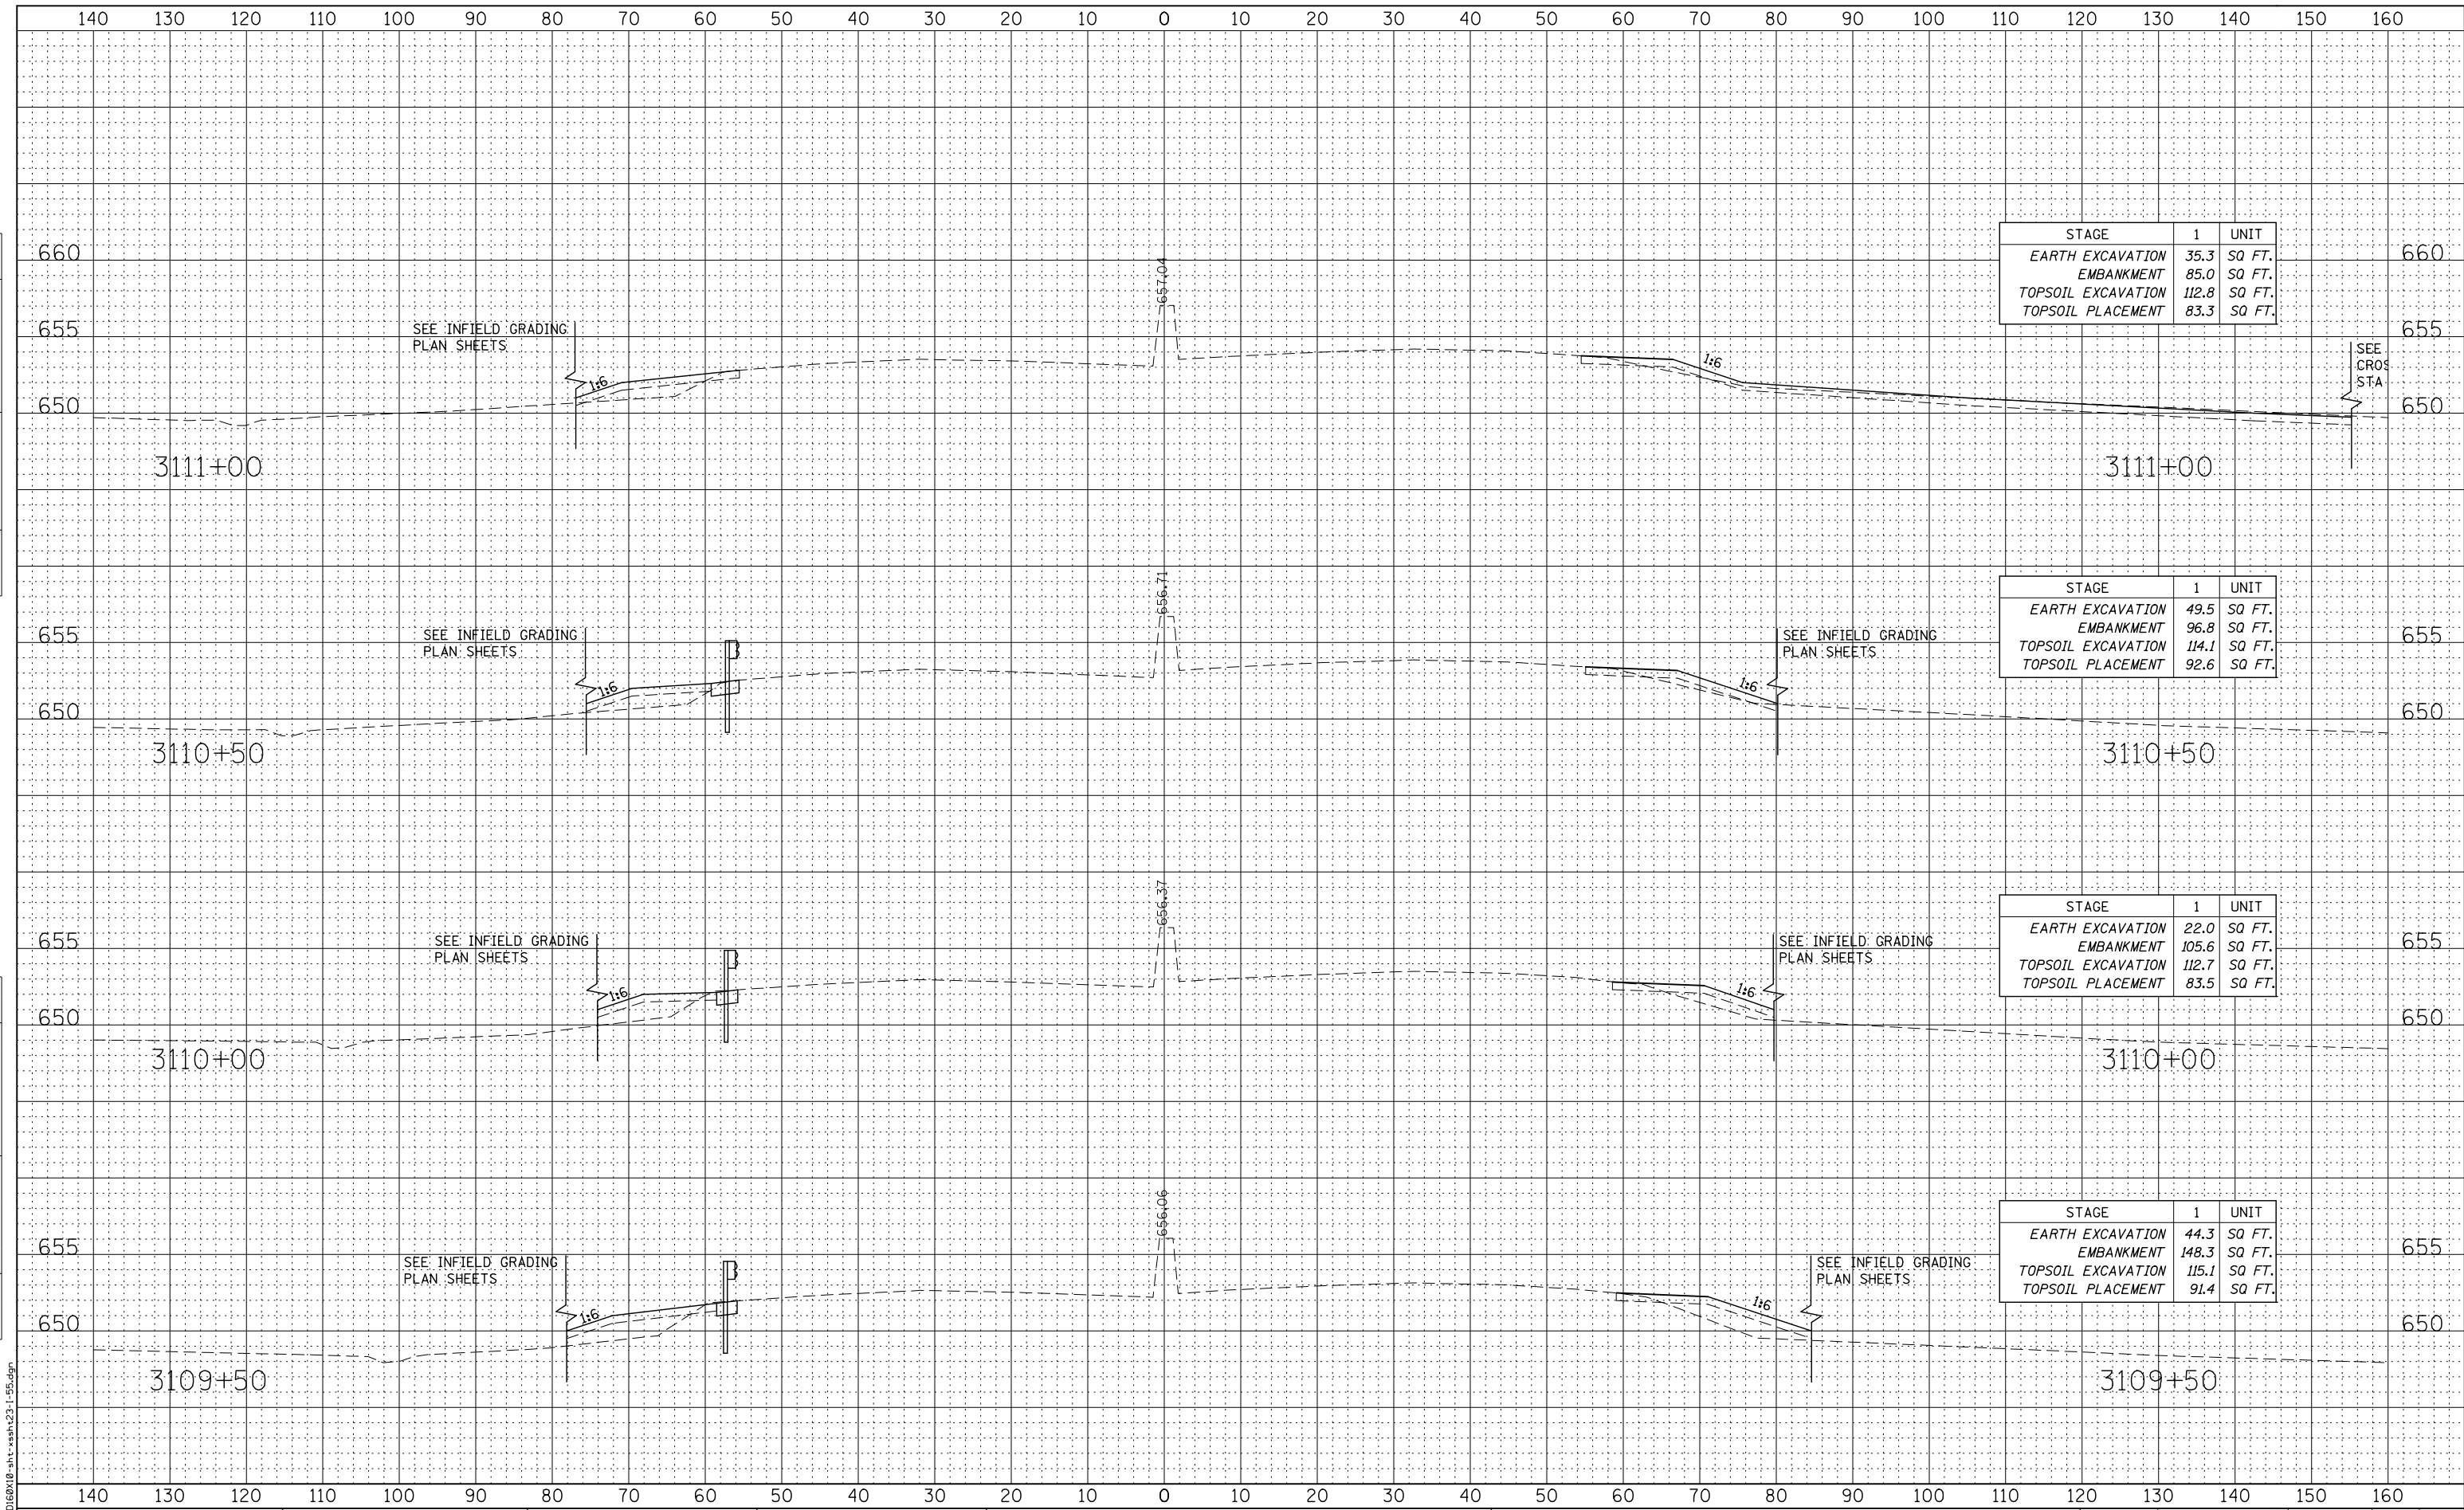 140 130 120 110 100 90 80 70 60 50 40 30 20 10 0 10 20 30 40 50 60 70 80 90 100 110 120 130 140 150 160
STAGE 1 UNIT
EARTH EXCAVATION 35.3 SQ FT.
EMBANKMENT 85.0 SQ FT.
TOPSOIL EXCAVATION 112.8 SQ FT.
TOPSOIL PLACEMENT 83.3 SQ FT.
660 660
657.04
655 655
SEE INFIELD GRADING
PLAN SHEETS
1:6
1:6
SEE
CROS
STA
650 650
3111+00 3111+00
STAGE 1 UNIT
EARTH EXCAVATION 49.5 SQ FT.
EMBANKMENT 96.8 SQ FT.
TOPSOIL EXCAVATION 114.1 SQ FT.
TOPSOIL PLACEMENT 92.6 SQ FT.
656.71
655 655
SEE INFIELD GRADING
PLAN SHEETS
SEE INFIELD GRADING
PLAN SHEETS
1:6
1:6
650 650
3110+50 3110+50
STAGE 1 UNIT
EARTH EXCAVATION 22.0 SQ FT.
EMBANKMENT 105.6 SQ FT.
TOPSOIL EXCAVATION 112.7 SQ FT.
TOPSOIL PLACEMENT 83.5 SQ FT.
656.37
655 655
SEE INFIELD GRADING
PLAN SHEETS
SEE INFIELD GRADING
PLAN SHEETS
1:6
1:6
650 650
3110+00 3110+00
STAGE 1 UNIT
EARTH EXCAVATION 44.3 SQ FT.
EMBANKMENT 148.3 SQ FT.
TOPSOIL EXCAVATION 115.1 SQ FT.
TOPSOIL PLACEMENT 91.4 SQ FT.
656.06
655 655
SEE INFIELD GRADING
PLAN SHEETS
SEE INFIELD GRADING
PLAN SHEETS
1:6
1:6
650 650
3109+50 3109+50
D160X10-sht-xssht23-I-55.dgn
140 130 120 110 100 90 80 70 60 50 40 30 20 10 0 10 20 30 40 50 60 70 80 90 100 110 120 130 140 150 160